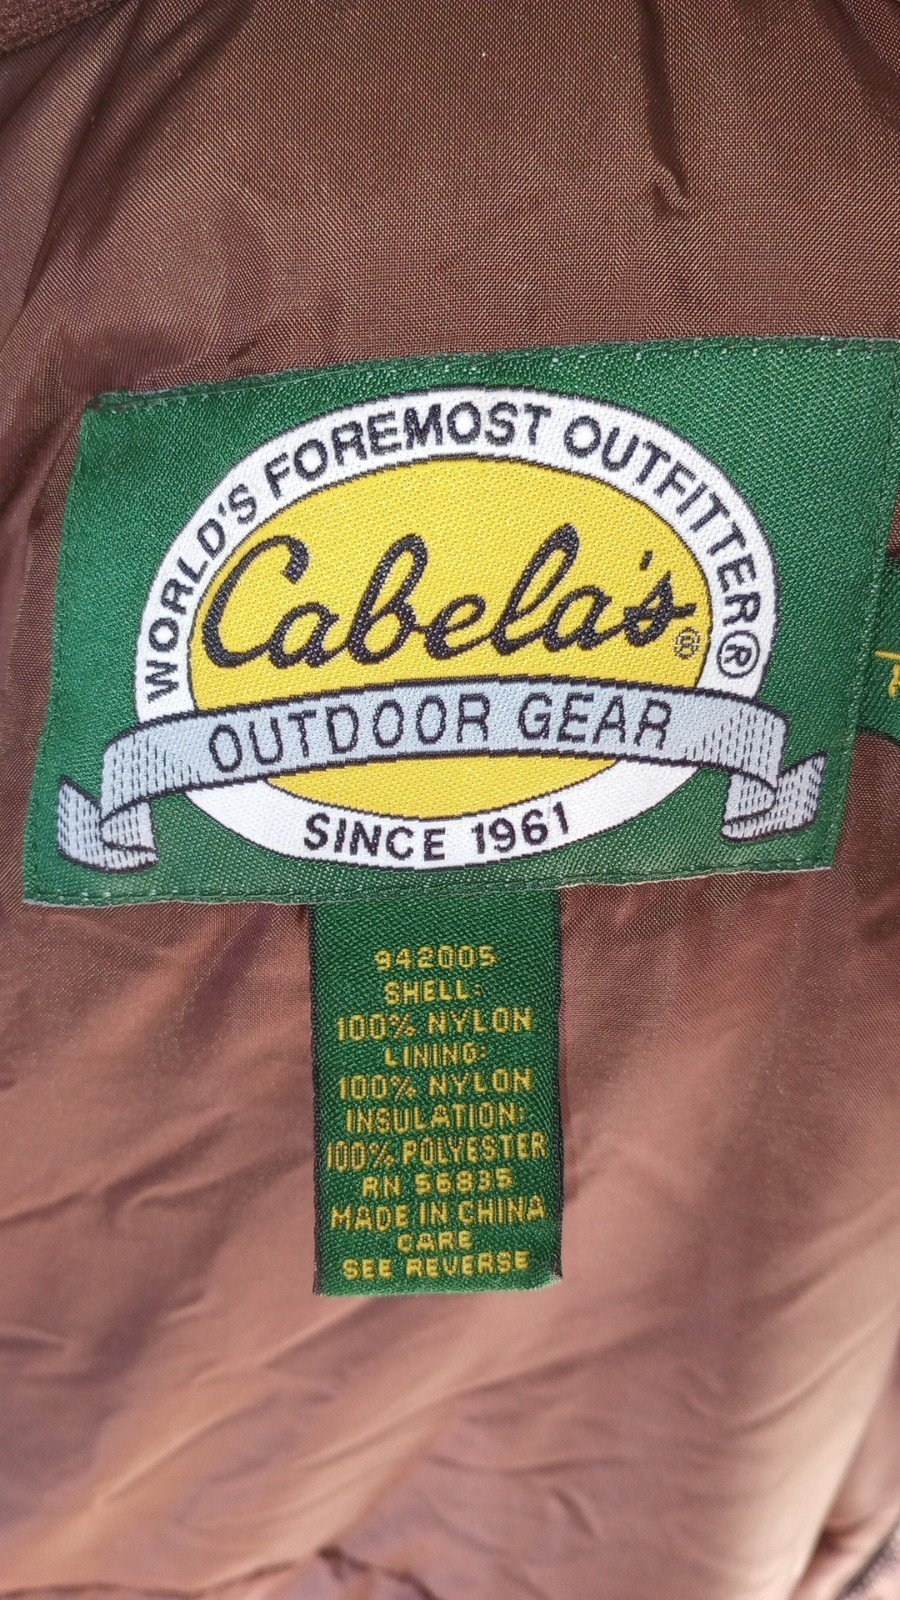 WORLD'S FOREMOST OUTFITTER®
Cabela's®
OUTDOOR GEAR
SINCE 1961
942005
SHELL:
100% NYLON
LINING:
100% NYLON
INSULATION:
100% POLYESTER
RN 56835
MADE IN CHINA
CARE
SEE REVERSE